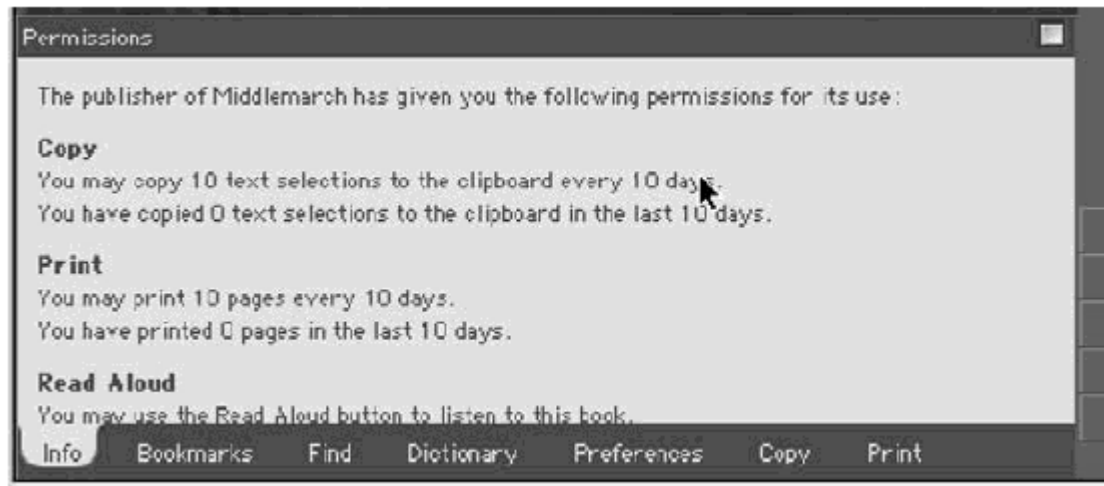 Permissions
The publisher of Middlemarch has given you the following permissions for its use:
Copy
You may copy 10 text selections to the clipboard every 10 days.
You have copied 0 text selections to the clipboard in the last 10 days.
Print
You may print 10 pages every 10 days.
You have printed 0 pages in the last 10 days.
Read Aloud
You may use the Read Aloud button to listen to this book.
Info Bookmarks Find Dictionary Preferences Copy Print